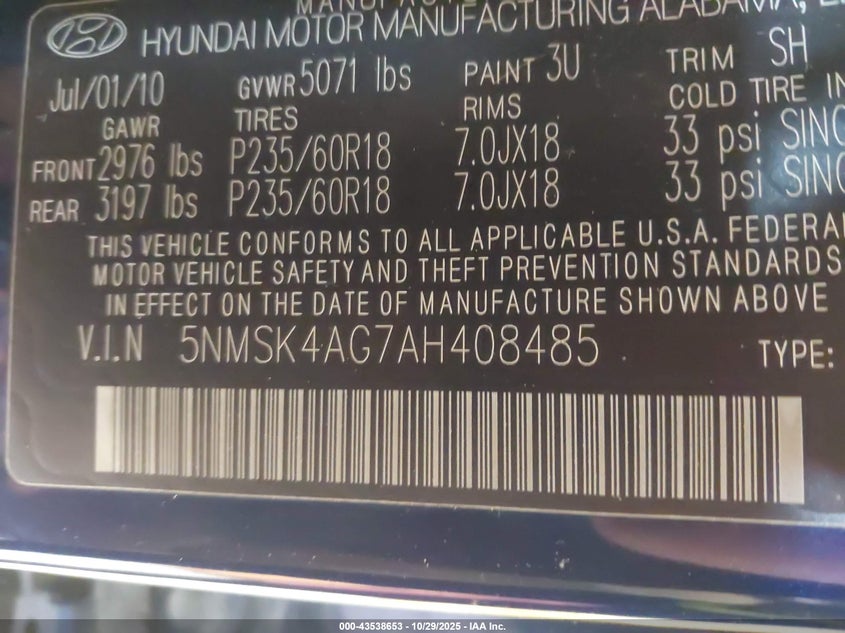 HYUNDAI MOTOR MANUFACTURING ALABAMA,
Jul/01/10 GVWR 5071 lbs PAINT 3U TRIM SH
GAWR TIRES RIMS COLD TIRE
FRONT 2976 lbs P235/60R18 7.0JX18 33 psi
REAR 3197 lbs P235/60R18 7.0JX18 33 psi
THIS VEHICLE CONFORMS TO ALL APPLICABLE U.S.A. FEDERAL
MOTOR VEHICLE SAFETY AND THEFT PREVENTION STANDARDS
IN EFFECT ON THE DATE OF MANUFACTURE SHOWN ABOVE
V.I.N 5NMSK4AG7AH408485 TYPE:
000-43538653 - 10/29/2025 - IAA Inc.